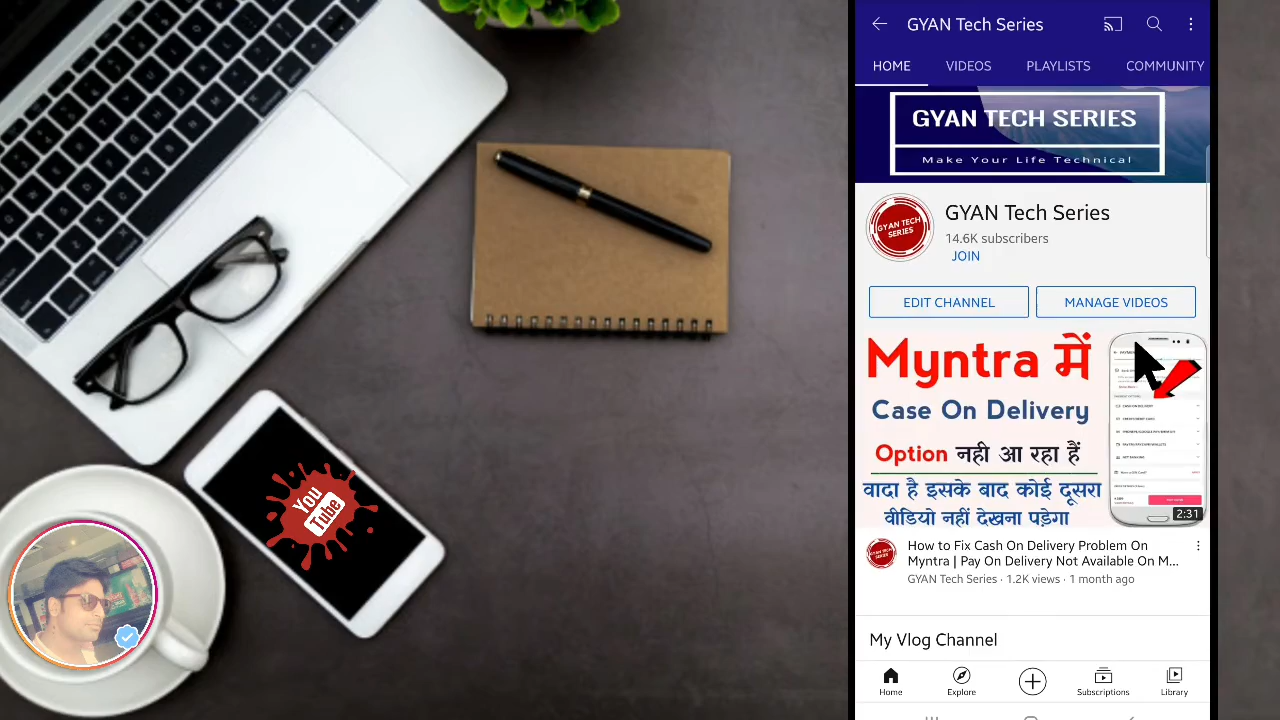 GYAN Tech Series
HOME VIDEOS PLAYLISTS COMMUNITY
GYAN TECH SERIES
Make Your Life Technical
GYAN TECH
SERIES
GYAN Tech Series
14.6K subscribers
JOIN
EDIT CHANNEL MANAGE VIDEOS
Myntra में
Case On Delivery
Option नही आ रहा हैं
वादा है इसके बाद कोई दूसरा
वीडियो नहीं देखना पड़ेगा
2:31
How to Fix Cash On Delivery Problem On
Myntra | Pay On Delivery Not Available On M...
GYAN Tech Series · 1.2K views · 1 month ago
My Vlog Channel
Home Explore Subscriptions Library
You
Tube